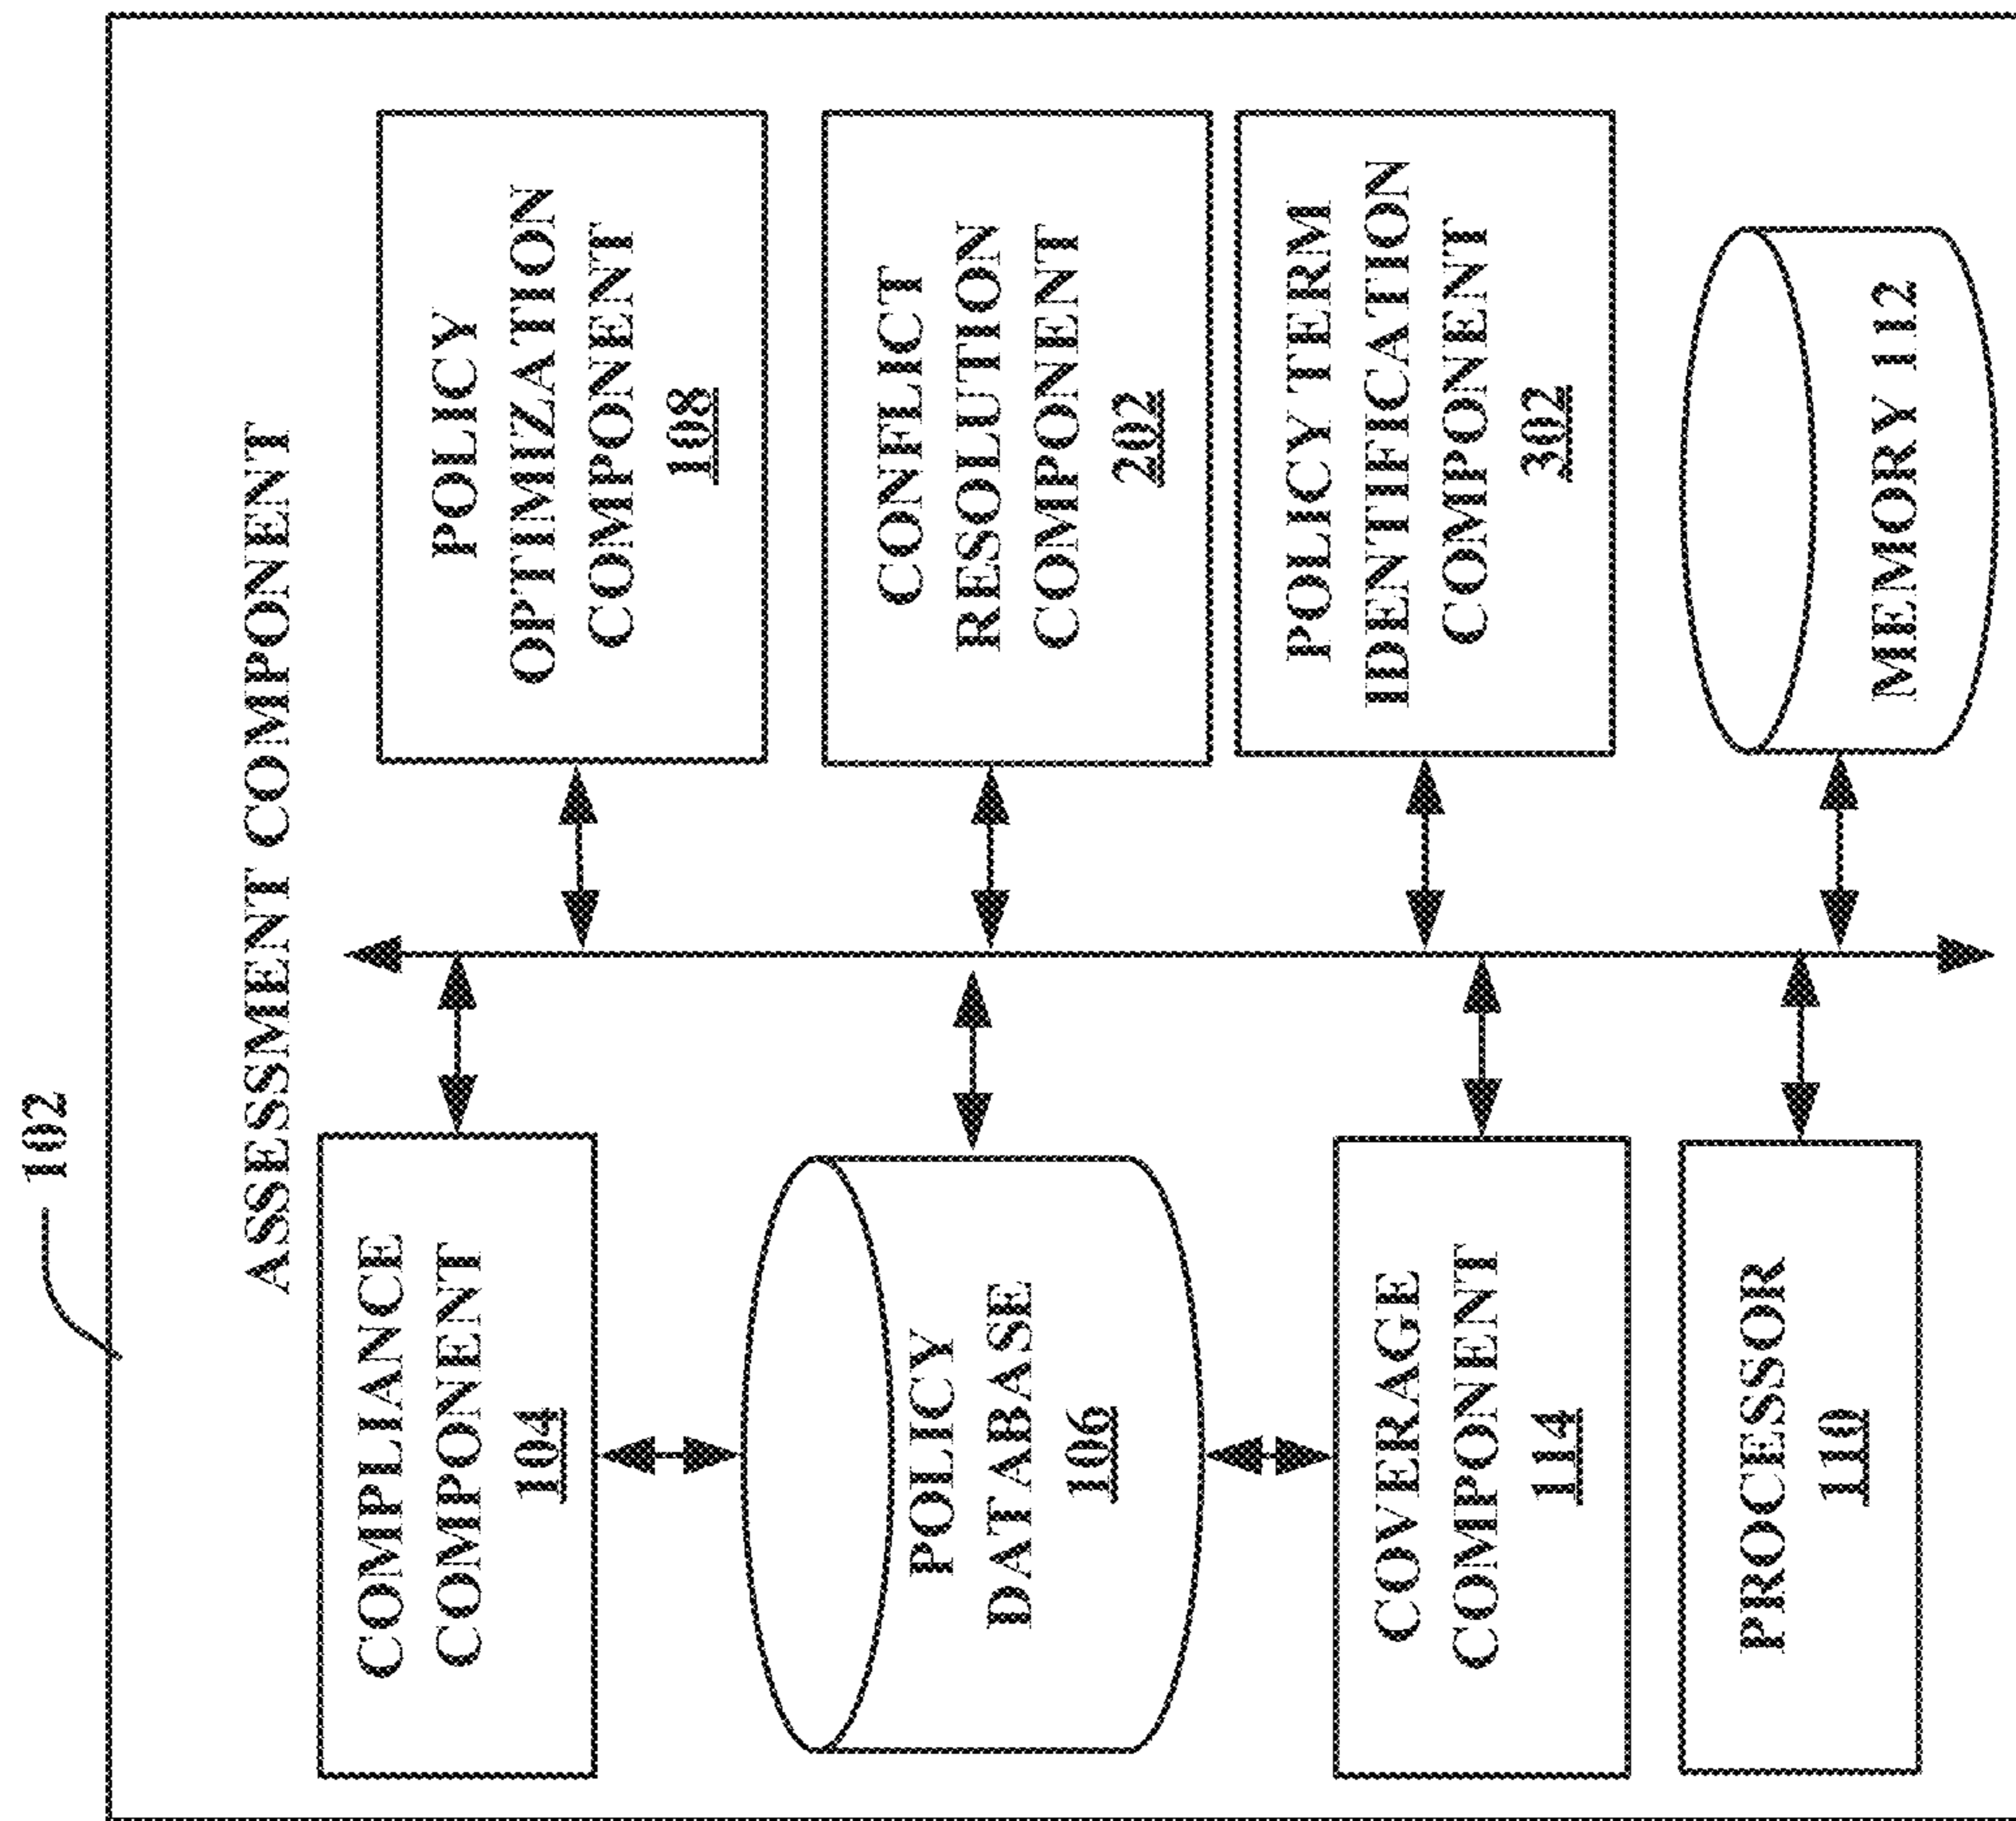 102
ASSESSMENT COMPONENT
COMPLIANCE
COMPONENT
104
POLICY
DATABASE
106
COVERAGE
COMPONENT
114
PROCESSOR
110
POLICY
OPTIMIZATION
COMPONENT
108
CONFLICT
RESOLUTION
COMPONENT
202
POLICY TERM
IDENTIFICATION
COMPONENT
302
MEMORY 112